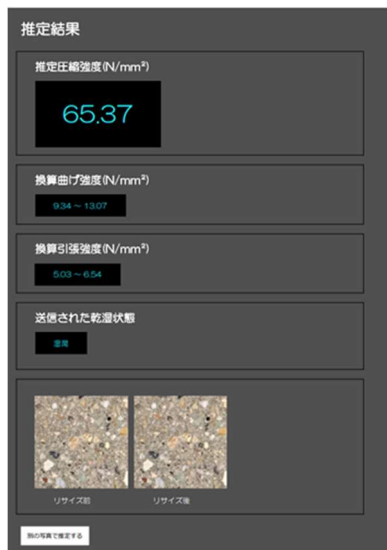 推定結果
推定圧縮強度(N/mm²)
65.37
換算曲げ強度(N/mm²)
9.34 ~ 13.07
換算引張強度(N/mm²)
5.03 ~ 6.54
送信された乾湿状態
湿潤
リサイズ前
リサイズ後
別の写真で推定する